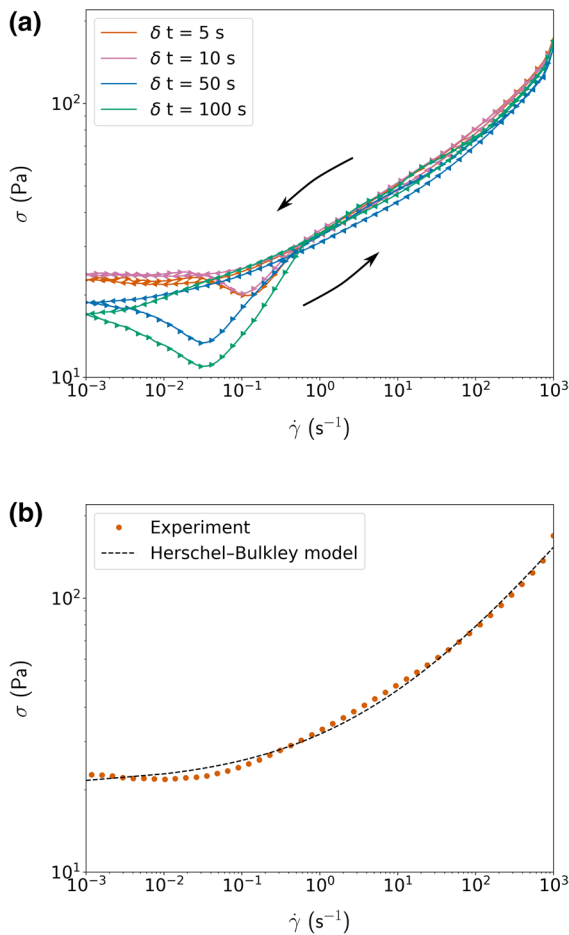 (a)
δ t = 5 s
δ t = 10 s
δ t = 50 s
δ t = 100 s
10²
σ (Pa)
10¹
10⁻³ 10⁻² 10⁻¹ 10⁰ 10¹ 10² 10³
γ̇ (s⁻¹)
(b)
Experiment
Herschel–Bulkley model
10²
σ (Pa)
10¹
10⁻³ 10⁻² 10⁻¹ 10⁰ 10¹ 10² 10³
γ̇ (s⁻¹)